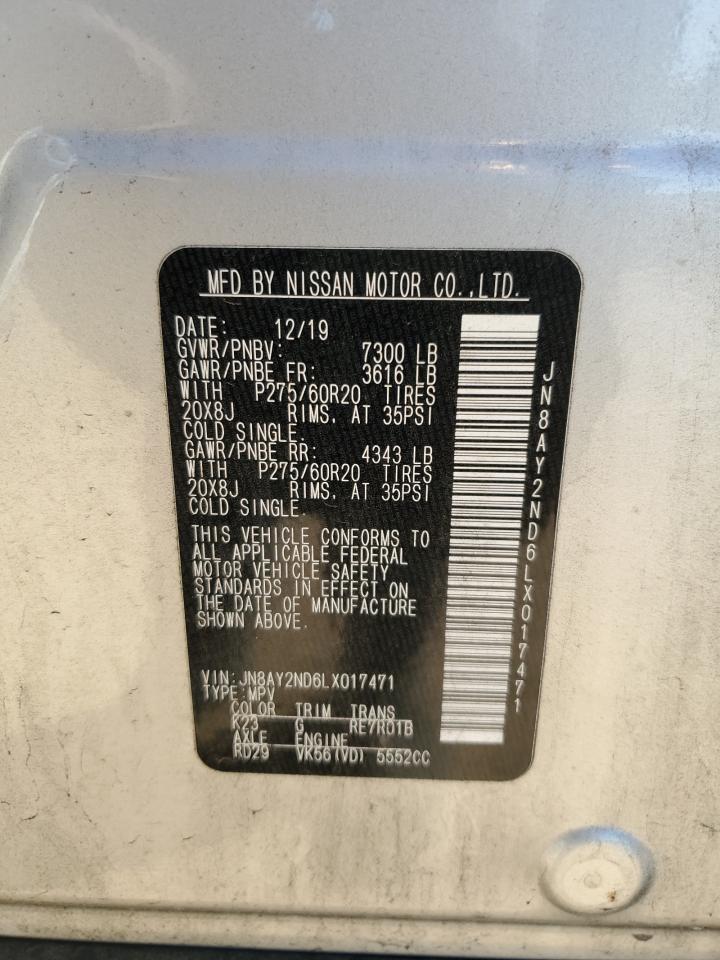 MFD BY NISSAN MOTOR CO.,LTD.
DATE: 12/19
GVWR/PNBV: 7300 LB
GAWR/PNBE FR: 3616 LB
WITH P275/60R20 TIRES
20X8J RIMS, AT 35PSI
COLD SINGLE.
GAWR/PNBE RR: 4343 LB
WITH P275/60R20 TIRES
20X8J RIMS, AT 35PSI
COLD SINGLE.
THIS VEHICLE CONFORMS TO
ALL APPLICABLE FEDERAL
MOTOR VEHICLE SAFETY
STANDARDS IN EFFECT ON
THE DATE OF MANUFACTURE
SHOWN ABOVE.
VIN: JN8AY2ND6LX017471
TYPE: MPV
COLOR TRIM TRANS
K23 G RE7R01B
AXLE ENGINE
RD29 VK56(VD) 5552CC
JN8AY2ND6LX017471